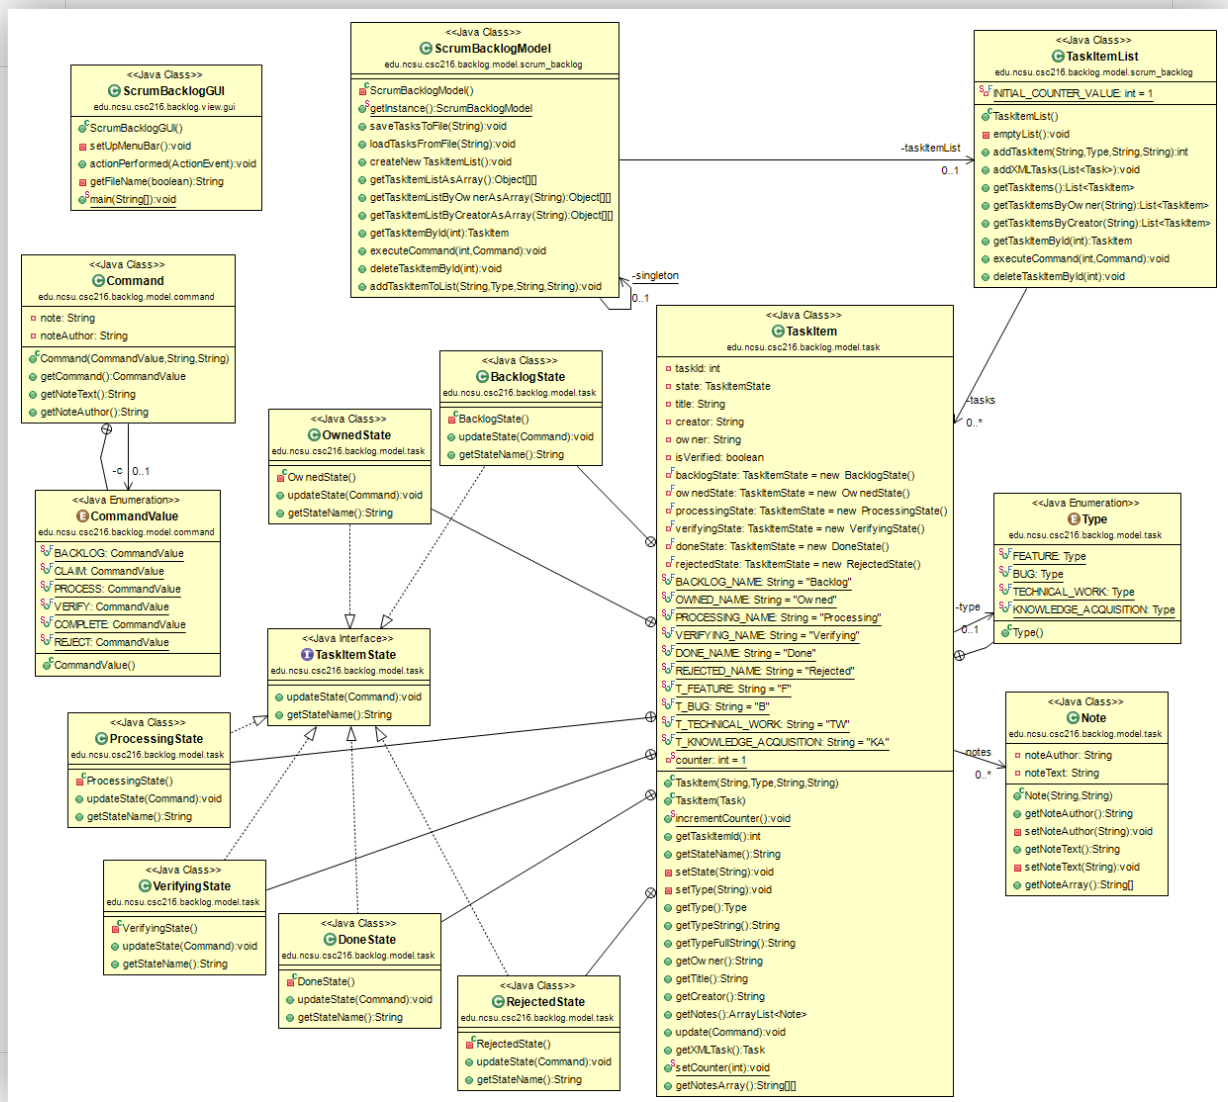 <<Java Class>>
ScrumBacklogGUI
edu.ncsu.csc216.backlog.view.gui
ScrumBacklogGUI()
setUpMenuBar():void
actionPerformed(ActionEvent):void
getFileName(boolean):String
main(String[]):void
<<Java Class>>
ScrumBacklogModel
edu.ncsu.csc216.backlog.model.scrum_backlog
ScrumBacklogModel()
getInstance():ScrumBacklogModel
saveTasksToFile(String):void
loadTasksFromFile(String):void
createNewTaskItemList():void
getTaskItemListAsArray():Object[][]
getTaskItemListByOwnerAsArray(String):Object[][]
getTaskItemListByCreatorAsArray(String):Object[][]
getTaskItemById(int):TaskItem
executeCommand(int,Command):void
deleteTaskItemById(int):void
addTaskItemToList(String,Type,String,String):void
-singleton
0..1
-taskItemList
0..1
<<Java Class>>
TaskItemList
edu.ncsu.csc216.backlog.model.scrum_backlog
INITIAL_COUNTER_VALUE: int = 1
TaskItemList()
emptyList():void
addTaskItem(String,Type,String,String):int
addXMLTasks(List<Task>):void
getTaskItems():List<TaskItem>
getTaskItemsByOwner(String):List<TaskItem>
getTaskItemsByCreator(String):List<TaskItem>
getTaskItemById(int):TaskItem
executeCommand(int,Command):void
deleteTaskItemById(int):void
-tasks
0..*
<<Java Class>>
Command
edu.ncsu.csc216.backlog.model.command
note: String
noteAuthor: String
Command(CommandValue,String,String)
getCommand():CommandValue
getNoteText():String
getNoteAuthor():String
-c
0..1
<<Java Enumeration>>
CommandValue
edu.ncsu.csc216.backlog.model.command
BACKLOG: CommandValue
CLAIM: CommandValue
PROCESS: CommandValue
VERIFY: CommandValue
COMPLETE: CommandValue
REJECT: CommandValue
CommandValue()
<<Java Class>>
BacklogState
edu.ncsu.csc216.backlog.model.task
BacklogState()
updateState(Command):void
getStateName():String
<<Java Class>>
OwnedState
edu.ncsu.csc216.backlog.model.task
OwnedState()
updateState(Command):void
getStateName():String
<<Java Interface>>
TaskItemState
edu.ncsu.csc216.backlog.model.task
updateState(Command):void
getStateName():String
<<Java Class>>
ProcessingState
edu.ncsu.csc216.backlog.model.task
ProcessingState()
updateState(Command):void
getStateName():String
<<Java Class>>
VerifyingState
edu.ncsu.csc216.backlog.model.task
VerifyingState()
updateState(Command):void
getStateName():String
<<Java Class>>
DoneState
edu.ncsu.csc216.backlog.model.task
DoneState()
updateState(Command):void
getStateName():String
<<Java Class>>
RejectedState
edu.ncsu.csc216.backlog.model.task
RejectedState()
updateState(Command):void
getStateName():String
<<Java Class>>
TaskItem
edu.ncsu.csc216.backlog.model.task
taskId: int
state: TaskItemState
title: String
creator: String
owner: String
isVerified: boolean
backlogState: TaskItemState = new BacklogState()
ownedState: TaskItemState = new OwnedState()
processingState: TaskItemState = new ProcessingState()
verifyingState: TaskItemState = new VerifyingState()
doneState: TaskItemState = new DoneState()
rejectedState: TaskItemState = new RejectedState()
BACKLOG_NAME: String = "Backlog"
OWNED_NAME: String = "Owned"
PROCESSING_NAME: String = "Processing"
VERIFYING_NAME: String = "Verifying"
DONE_NAME: String = "Done"
REJECTED_NAME: String = "Rejected"
T_FEATURE: String = "F"
T_BUG: String = "B"
T_TECHNICAL_WORK: String = "TW"
T_KNOWLEDGE_ACQUISITION: String = "KA"
counter: int = 1
TaskItem(String,Type,String,String)
TaskItem(Task)
incrementCounter():void
getTaskItemId():int
getStateName():String
setState(String):void
setType(String):void
getType():Type
getTypeString():String
getTypeFullString():String
getOwner():String
getTitle():String
getCreator():String
getNotes():ArrayList<Note>
update(Command):void
getXMLTask():Task
setCounter(int):void
getNotesArray():String[][]
-type
0..1
<<Java Enumeration>>
Type
edu.ncsu.csc216.backlog.model.task
FEATURE: Type
BUG: Type
TECHNICAL_WORK: Type
KNOWLEDGE_ACQUISITION: Type
Type()
-notes
0..*
<<Java Class>>
Note
edu.ncsu.csc216.backlog.model.task
noteAuthor: String
noteText: String
Note(String,String)
getNoteAuthor():String
setNoteAuthor(String):void
getNoteText():String
setNoteText(String):void
getNoteArray():String[]